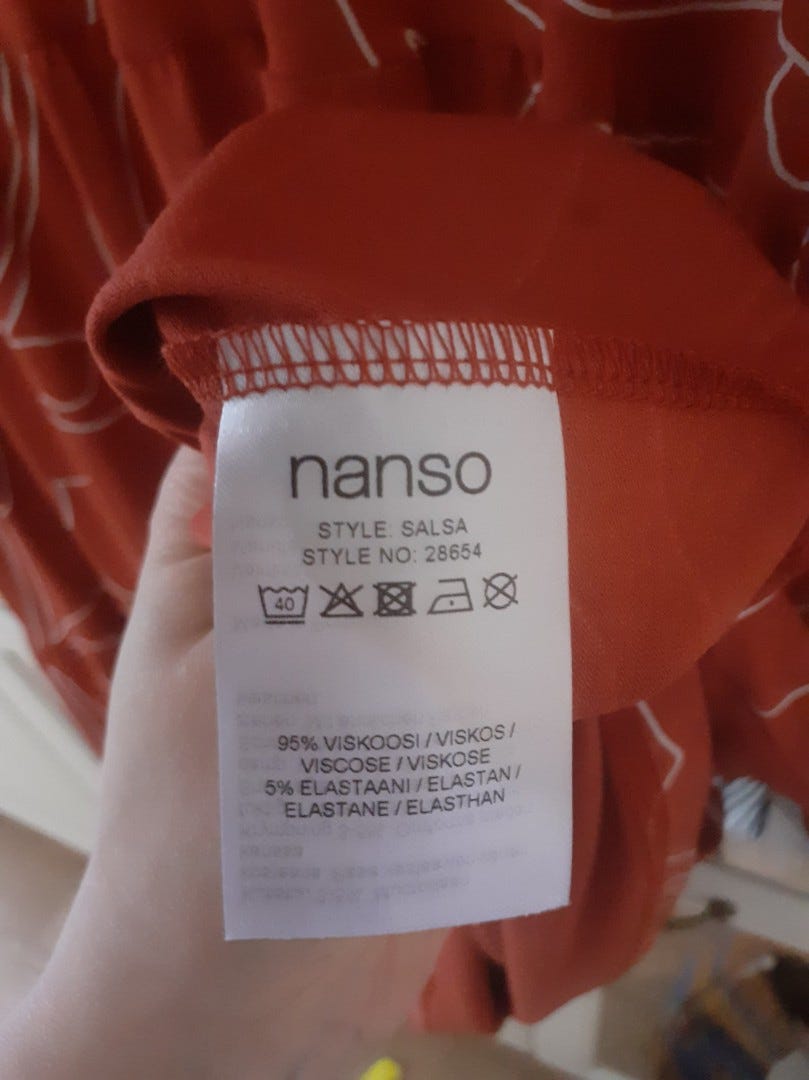 nanso
STYLE: SALSA
STYLE NO: 28654
40
95% VISKOOSI / VISKOS /
VISCOSE / VISKOSE
5% ELASTAANI / ELASTAN /
ELASTANE / ELASTHAN